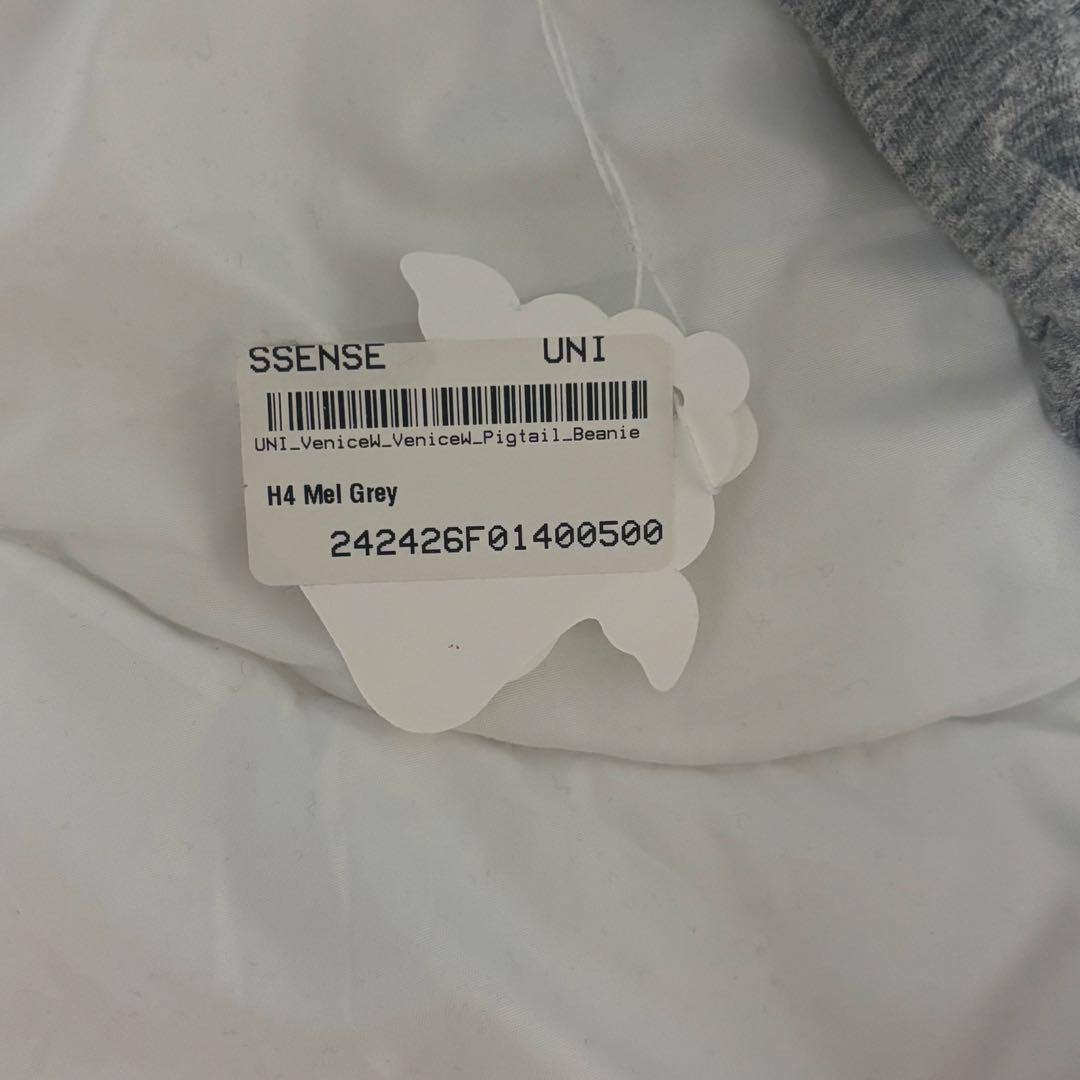 SSENSE UNI
UNI_VeniceW_VeniceW_Pigtail_Beanie
H4 Mel Grey
242426F01400500